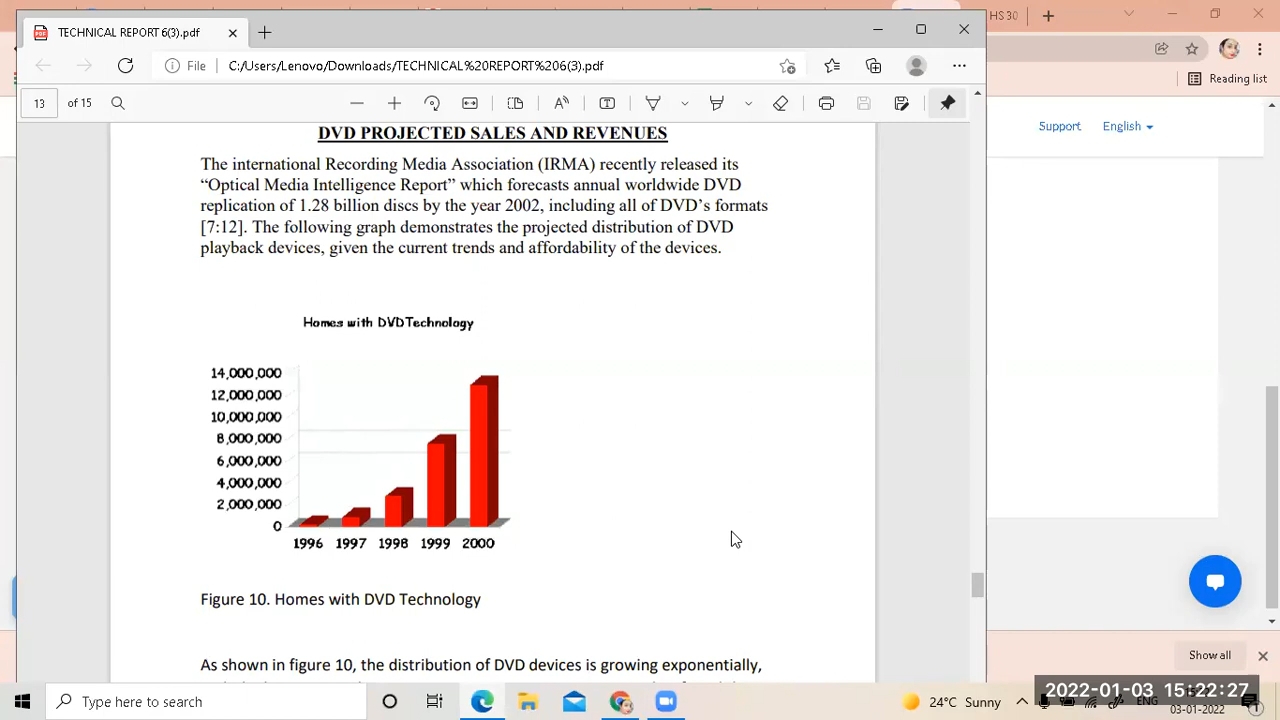 TECHNICAL REPORT 6(3).pdf
HS 30
File
C:/Users/Lenovo/Downloads/TECHNICAL%20REPORT%206(3).pdf
Reading list
13 of 15
Support English
DVD PROJECTED SALES AND REVENUES
The international Recording Media Association (IRMA) recently released its
“Optical Media Intelligence Report” which forecasts annual worldwide DVD
replication of 1.28 billion discs by the year 2002, including all of DVD’s formats
[7:12]. The following graph demonstrates the projected distribution of DVD
playback devices, given the current trends and affordability of the devices.
Homes with DVD Technology
14,000,000
12,000,000
10,000,000
8,000,000
6,000,000
4,000,000
2,000,000
0
1996 1997 1998 1999 2000
Figure 10. Homes with DVD Technology
As shown in figure 10, the distribution of DVD devices is growing exponentially,
Show all
Type here to search
24°C Sunny
ENG
2022-01-03 15:22:27
03-01-2022